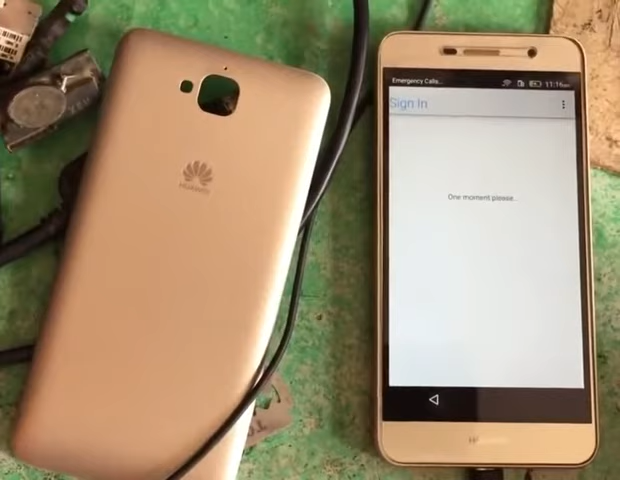 HUAWEI
Emergency Calls...
11:16
Sign In
One moment please..